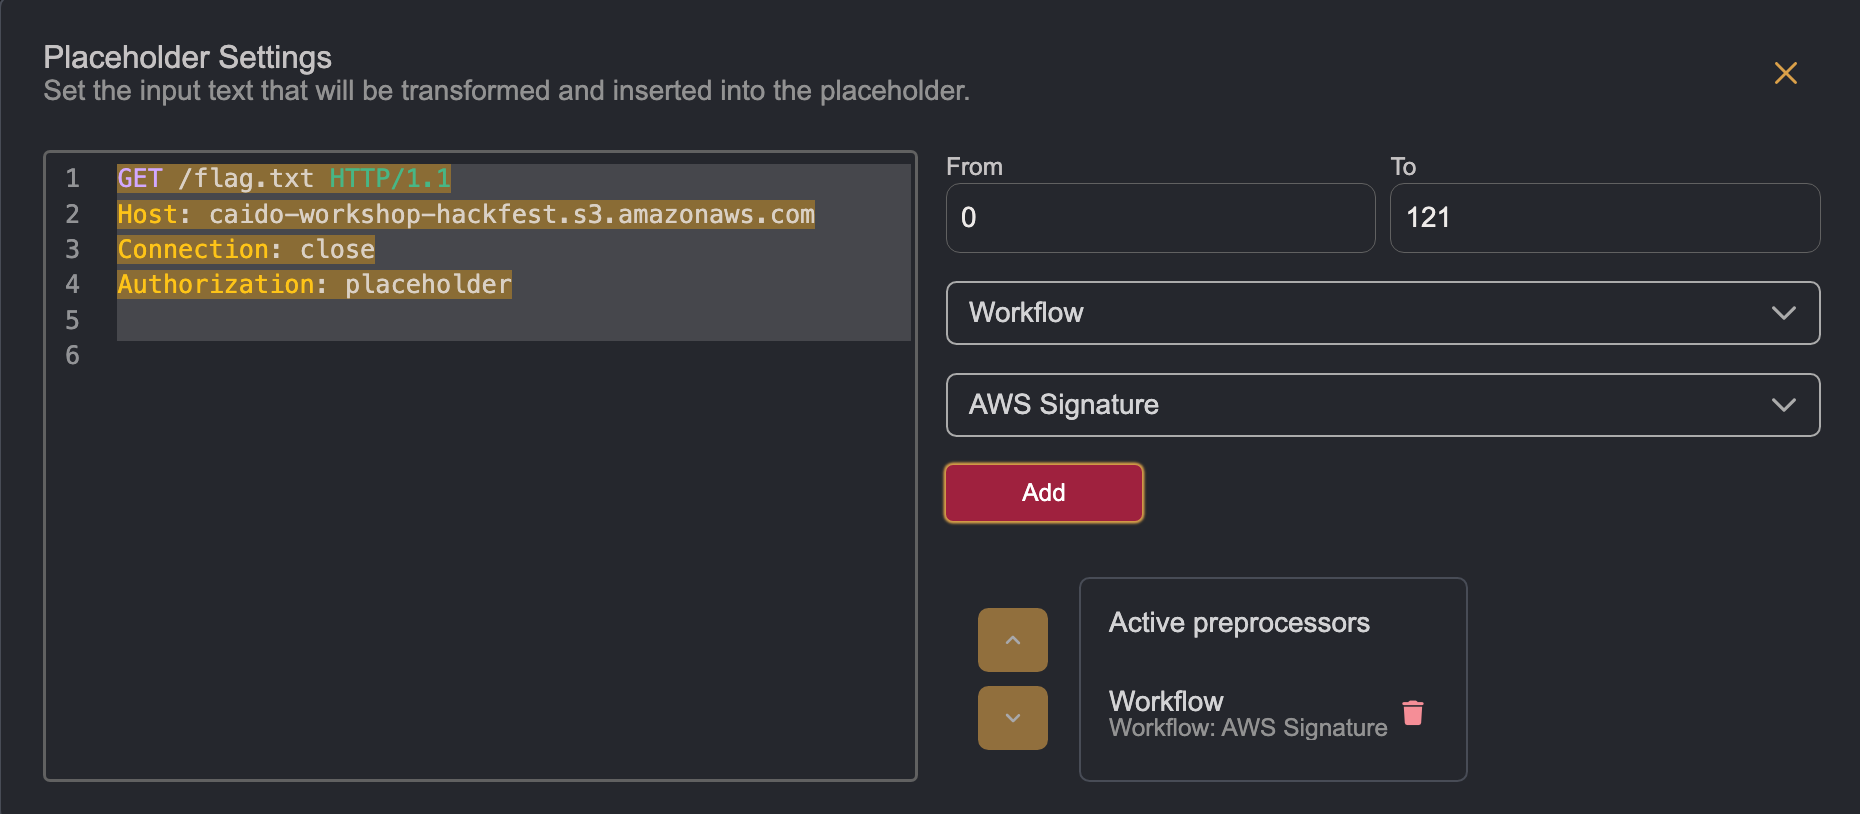 Placeholder Settings
Set the input text that will be transformed and inserted into the placeholder.
1 GET /flag.txt HTTP/1.1
2 Host: caido-workshop-hackfest.s3.amazonaws.com
3 Connection: close
4 Authorization: placeholder
5
6
From
0
To
121
Workflow
AWS Signature
Add
Active preprocessors
Workflow
Workflow: AWS Signature